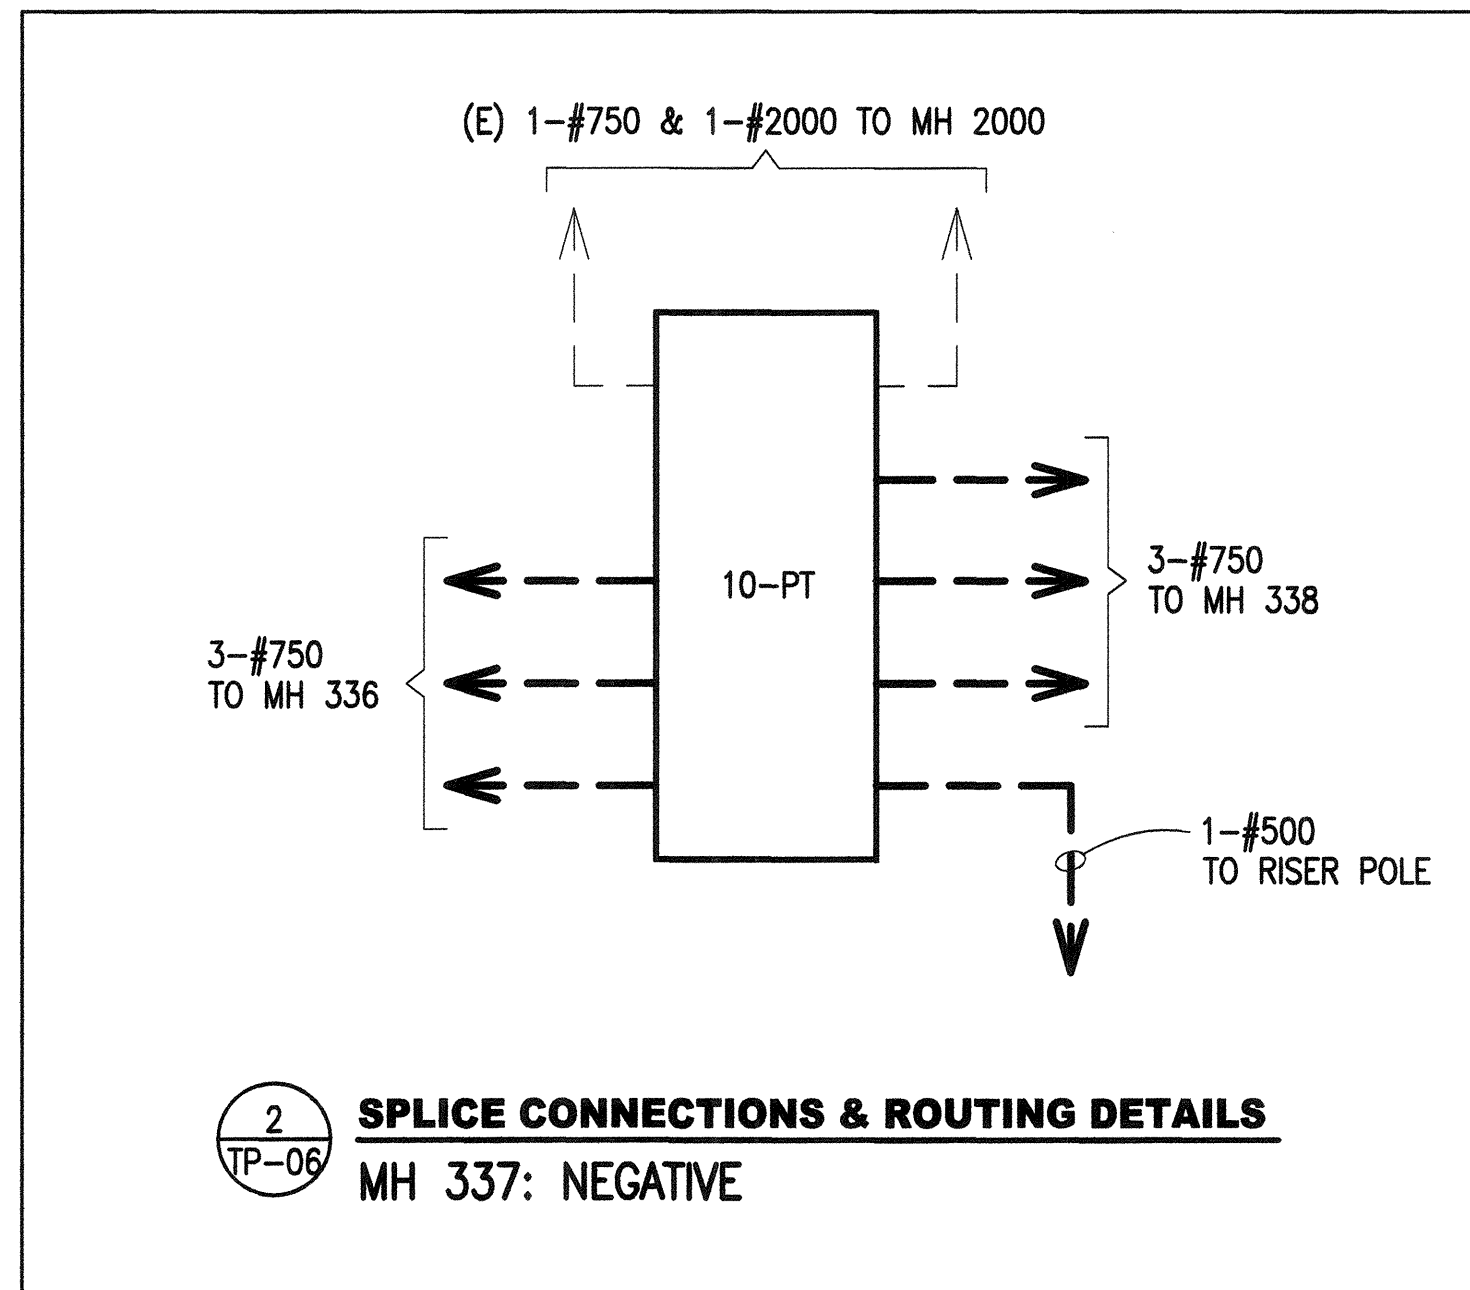 (E) 1-#750 & 1-#2000 TO MH 2000
10-PT
3-#750
TO MH 338
3-#750
TO MH 336
1-#500
TO RISER POLE
2
TP-06
SPLICE CONNECTIONS & ROUTING DETAILS
MH 337: NEGATIVE